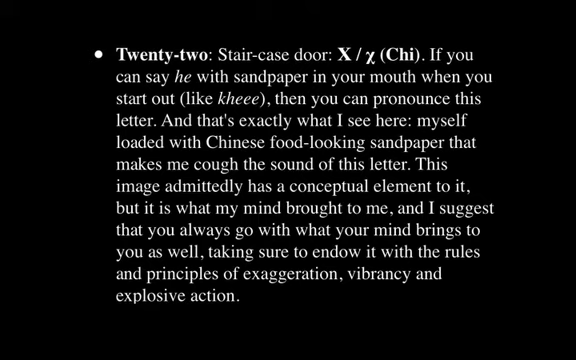 • Twenty-two: Stair-case door: X / χ (Chi). If you
can say he with sandpaper in your mouth when you
start out (like kheee), then you can pronounce this
letter. And that's exactly what I see here: myself
loaded with Chinese food-looking sandpaper that
makes me cough the sound of this letter. This
image admittedly has a conceptual element to it,
but it is what my mind brought to me, and I suggest
that you always go with what your mind brings to
you as well, taking sure to endow it with the rules
and principles of exaggeration, vibrancy and
explosive action.